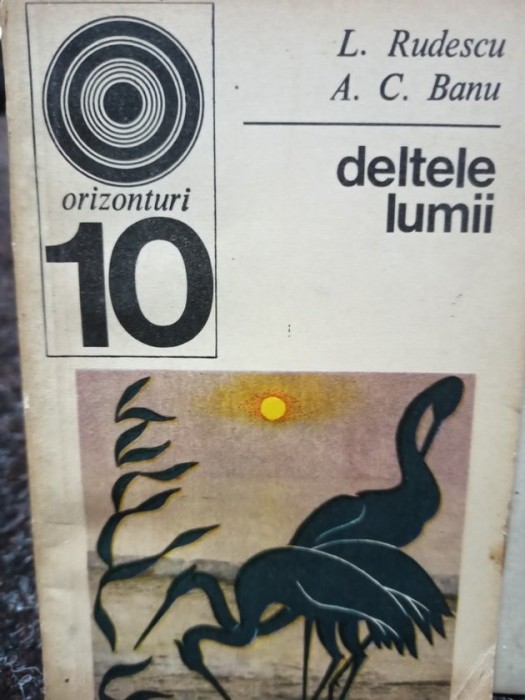 L. Rudescu
A. C. Banu
deltele
lumii
orizonturi
10